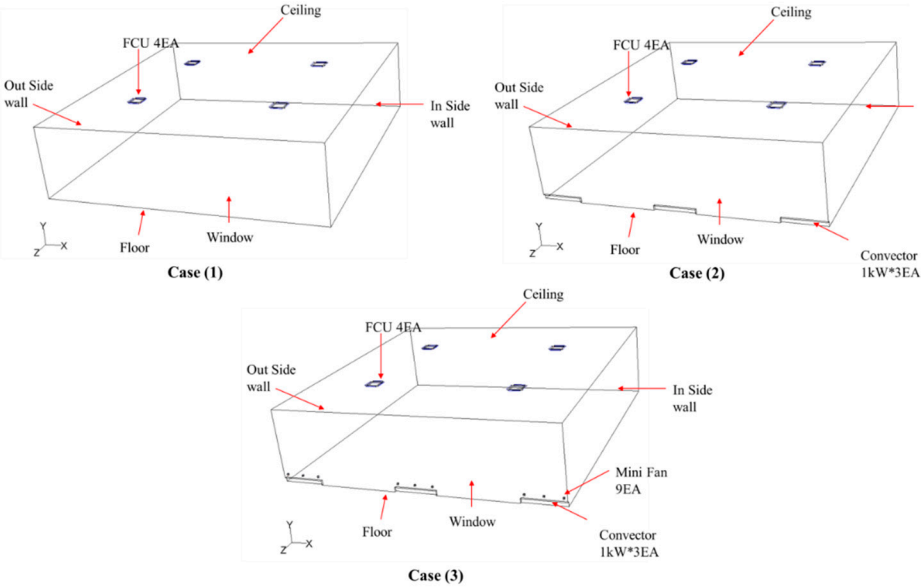 Ceiling
FCU 4EA
Out Side
wall
In Side
wall
Y
X
Z
Floor
Window
Case (1)
Ceiling
FCU 4EA
Out Side
wall
Y
X
Z
Floor
Window
Convector
1kW*3EA
Case (2)
Ceiling
FCU 4EA
Out Side
wall
In Side
wall
Mini Fan
9EA
Y
X
Z
Floor
Window
Convector
1kW*3EA
Case (3)